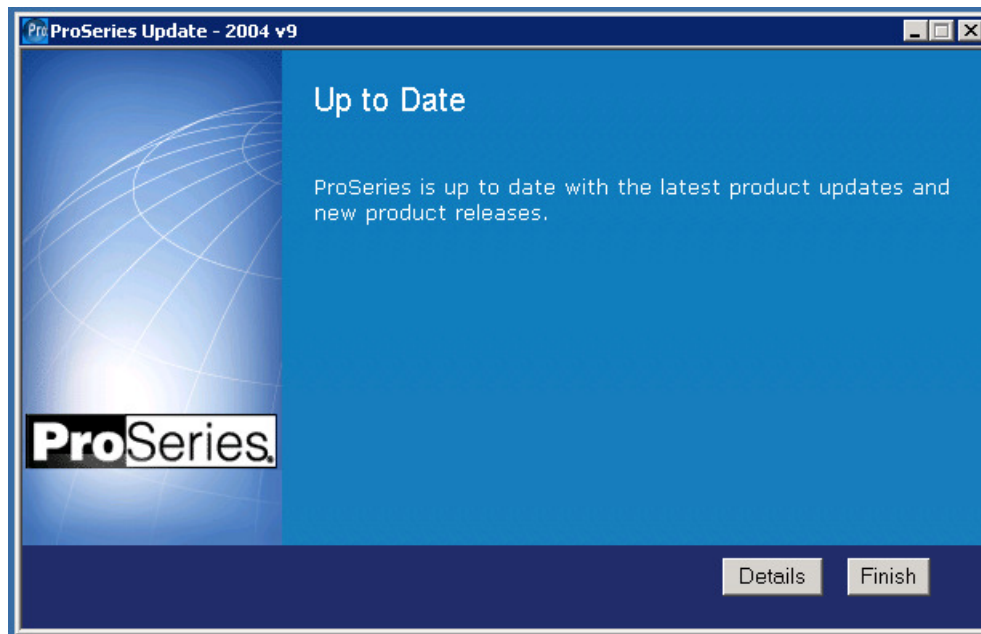 Pro ProSeries Update - 2004 v9
Up to Date
ProSeries is up to date with the latest product updates and
new product releases.
ProSeries.
Details
Finish